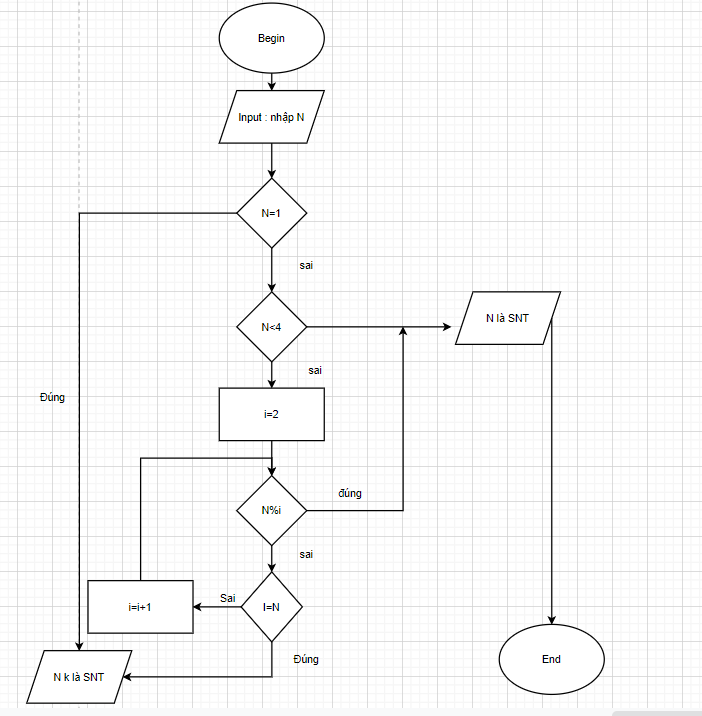 Begin
Input : nhập N
N=1
sai
N<4
N là SNT
sai
Đúng
i=2
đúng
N%i
sai
Sai
i=i+1
I=N
Đúng
End
N k là SNT